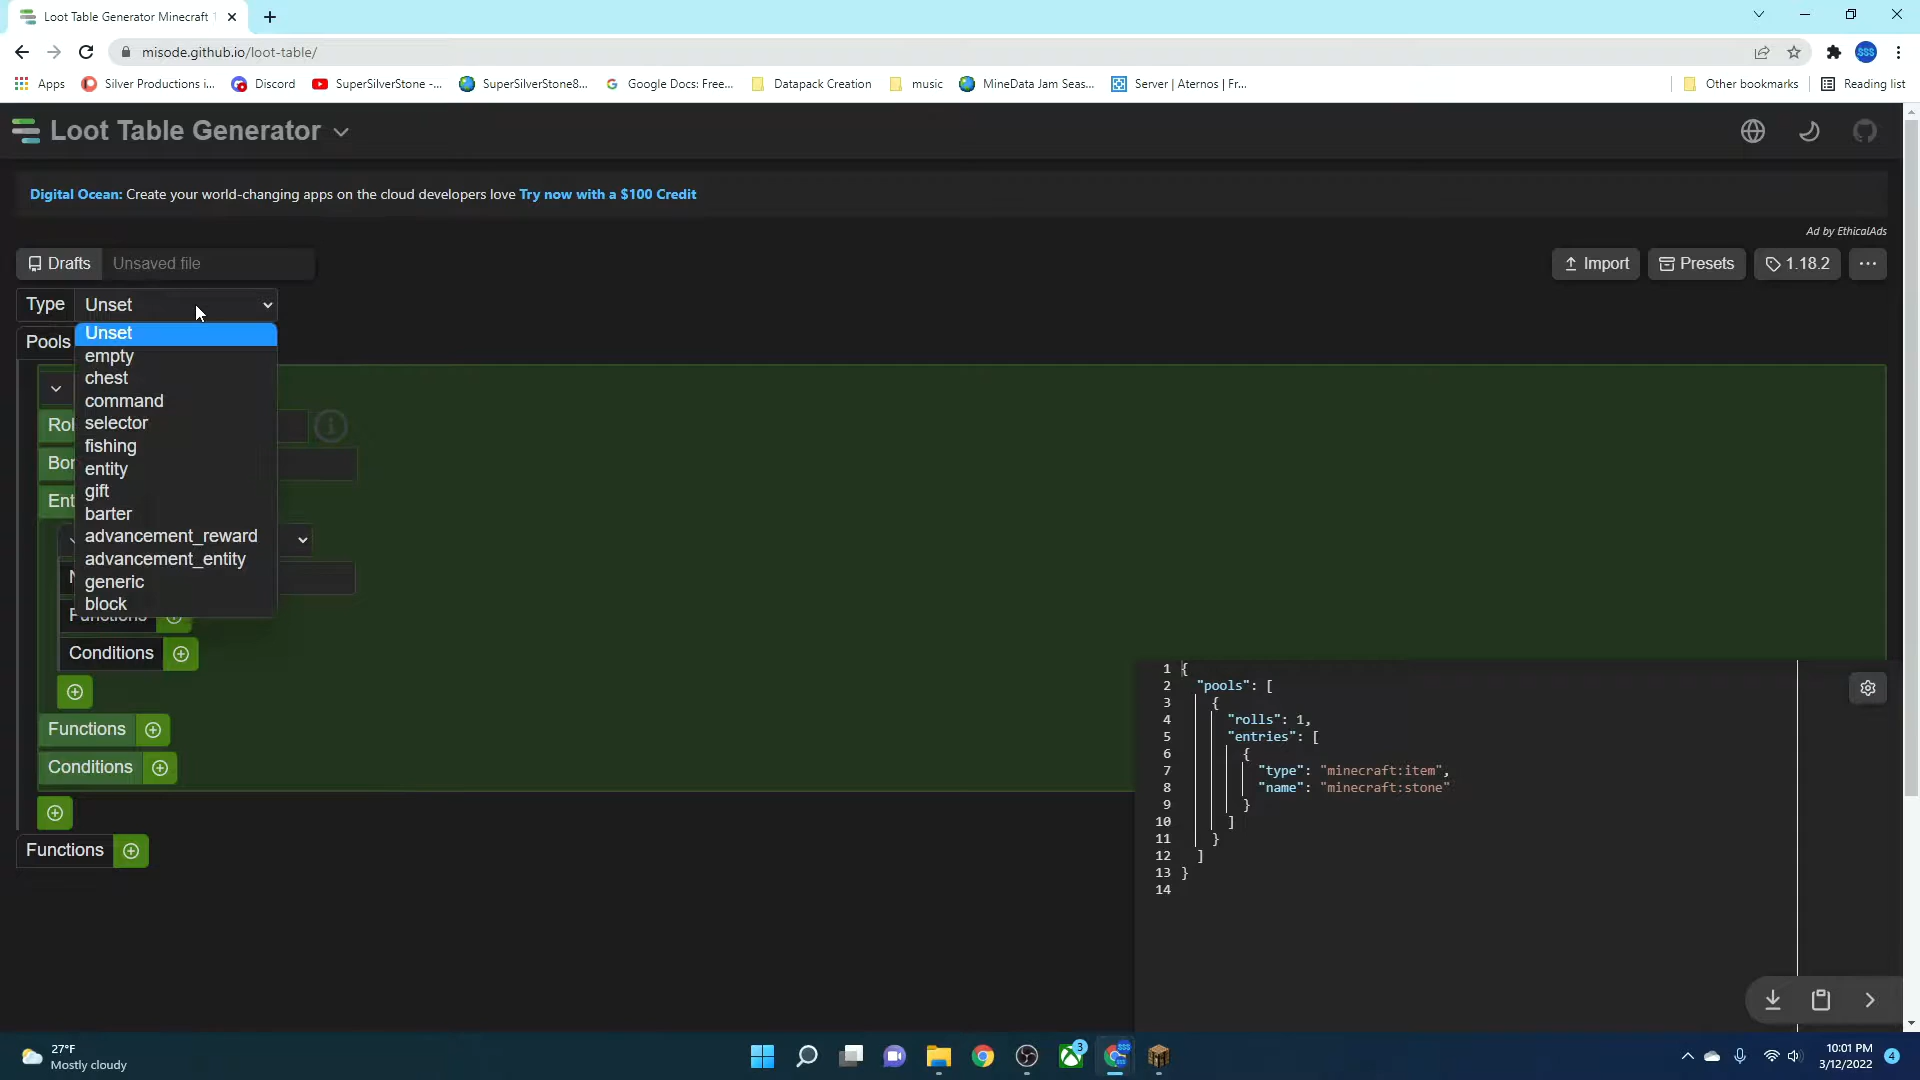 Loot Table Generator Minecraft
misode.github.io/loot-table/
SSS
Apps
Silver Productions i...
Discord
SuperSilverStone -...
SuperSilverStone8...
Google Docs: Free...
Datapack Creation
music
MineData Jam Seas...
Server | Aternos | Fr...
Other bookmarks
Reading list
Loot Table Generator
Digital Ocean: Create your world-changing apps on the cloud developers love Try now with a $100 Credit
Ad by EthicalAds
Drafts
Unsaved file
Import
Presets
1.18.2
Type
Unset
Pools
Unset
empty
chest
command
selector
fishing
entity
gift
barter
advancement_reward
advancement_entity
generic
block
Functions
Conditions
Functions
Conditions
Functions
1 {
2 "pools": [
3 {
4 "rolls": 1,
5 "entries": [
6 {
7 "type": "minecraft:item",
8 "name": "minecraft:stone"
9 }
10 ]
11 }
12 ]
13 }
14
27°F
Mostly cloudy
3
10:01 PM
3/12/2022
4